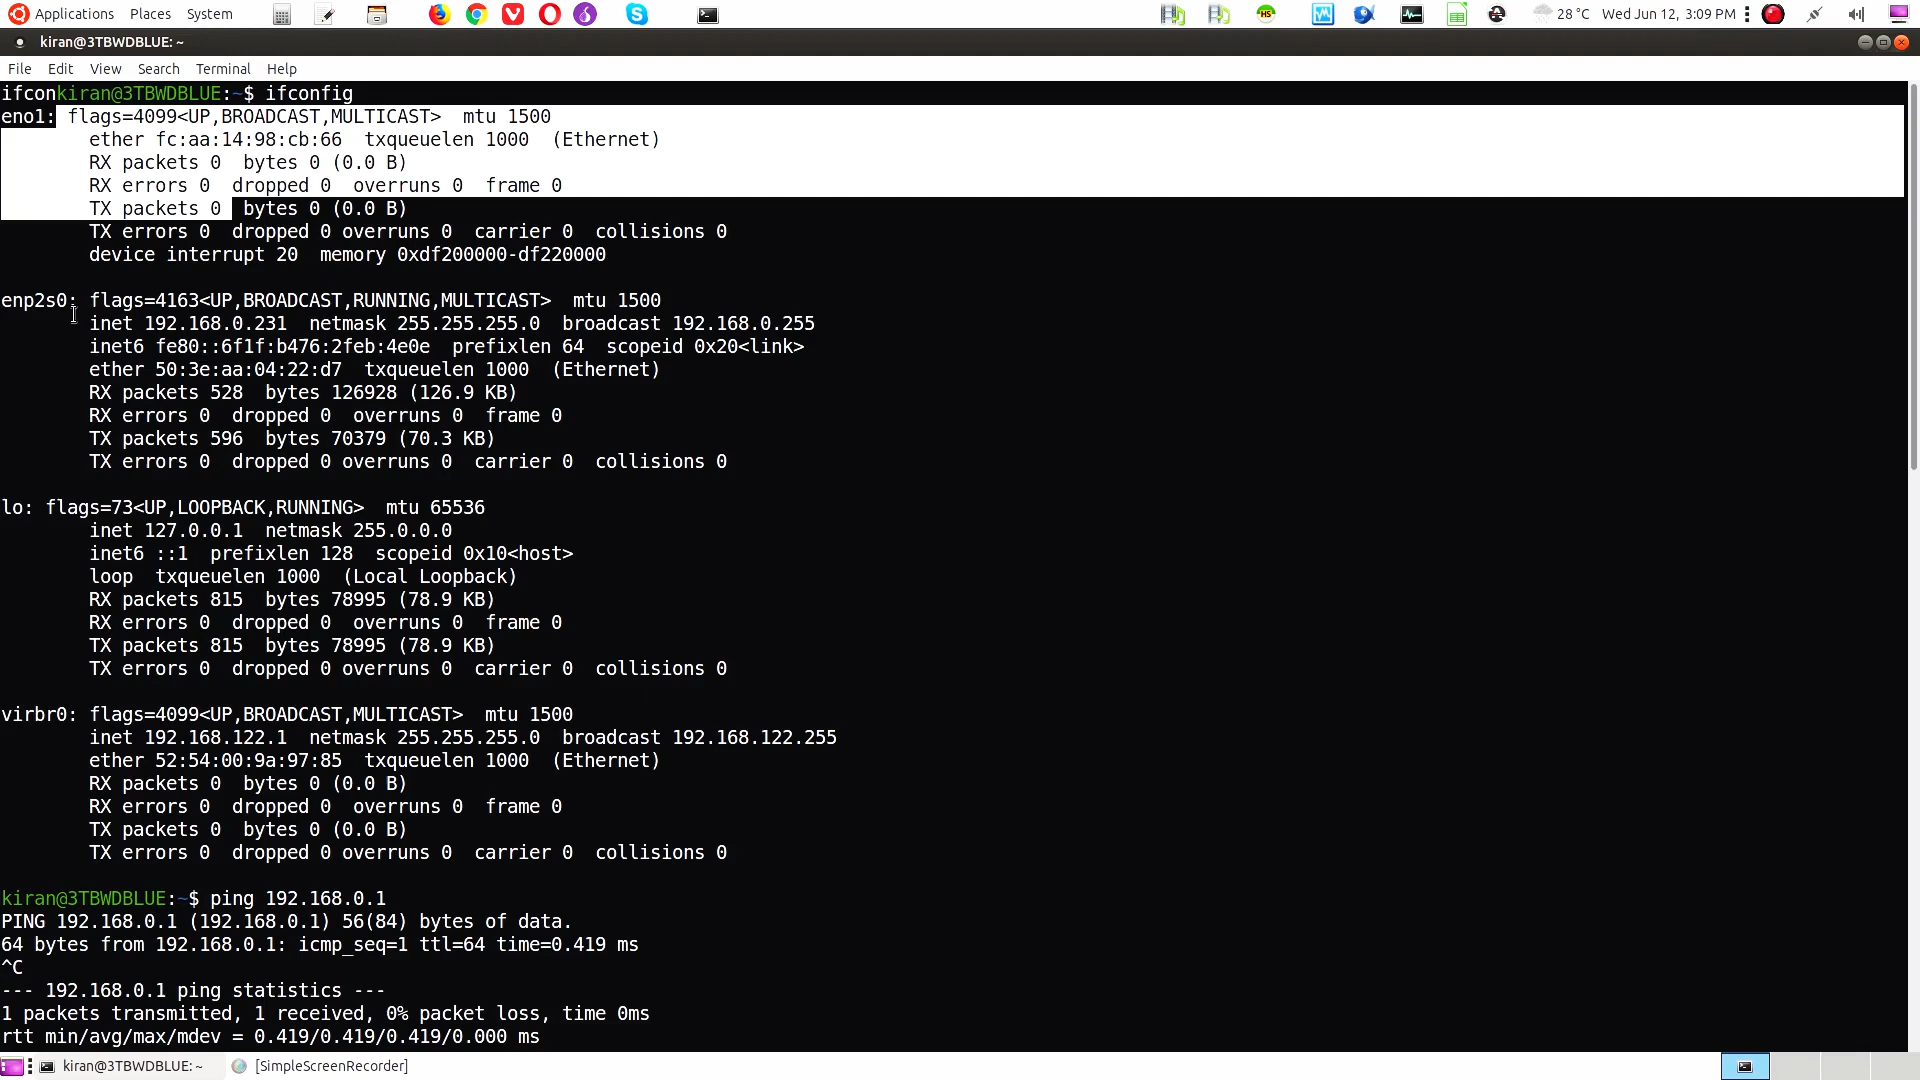 Applications Places System 28 °C Wed Jun 12, 3:09 PM
kiran@3TBWDBLUE: ~
File Edit View Search Terminal Help
ifconkiran@3TBWDBLUE:~$ ifconfig
eno1: flags=4099<UP,BROADCAST,MULTICAST>  mtu 1500
        ether fc:aa:14:98:cb:66  txqueuelen 1000  (Ethernet)
        RX packets 0  bytes 0 (0.0 B)
        RX errors 0  dropped 0  overruns 0  frame 0
        TX packets 0  bytes 0 (0.0 B)
        TX errors 0  dropped 0 overruns 0  carrier 0  collisions 0
        device interrupt 20  memory 0xdf200000-df220000
enp2s0: flags=4163<UP,BROADCAST,RUNNING,MULTICAST>  mtu 1500
        inet 192.168.0.231  netmask 255.255.255.0  broadcast 192.168.0.255
        inet6 fe80::6f1f:b476:2feb:4e0e  prefixlen 64  scopeid 0x20<link>
        ether 50:3e:aa:04:22:d7  txqueuelen 1000  (Ethernet)
        RX packets 528  bytes 126928 (126.9 KB)
        RX errors 0  dropped 0  overruns 0  frame 0
        TX packets 596  bytes 70379 (70.3 KB)
        TX errors 0  dropped 0 overruns 0  carrier 0  collisions 0
lo: flags=73<UP,LOOPBACK,RUNNING>  mtu 65536
        inet 127.0.0.1  netmask 255.0.0.0
        inet6 ::1  prefixlen 128  scopeid 0x10<host>
        loop  txqueuelen 1000  (Local Loopback)
        RX packets 815  bytes 78995 (78.9 KB)
        RX errors 0  dropped 0  overruns 0  frame 0
        TX packets 815  bytes 78995 (78.9 KB)
        TX errors 0  dropped 0 overruns 0  carrier 0  collisions 0
virbr0: flags=4099<UP,BROADCAST,MULTICAST>  mtu 1500
        inet 192.168.122.1  netmask 255.255.255.0  broadcast 192.168.122.255
        ether 52:54:00:9a:97:85  txqueuelen 1000  (Ethernet)
        RX packets 0  bytes 0 (0.0 B)
        RX errors 0  dropped 0  overruns 0  frame 0
        TX packets 0  bytes 0 (0.0 B)
        TX errors 0  dropped 0 overruns 0  carrier 0  collisions 0
kiran@3TBWDBLUE:~$ ping 192.168.0.1
PING 192.168.0.1 (192.168.0.1) 56(84) bytes of data.
64 bytes from 192.168.0.1: icmp_seq=1 ttl=64 time=0.419 ms
^C
--- 192.168.0.1 ping statistics ---
1 packets transmitted, 1 received, 0% packet loss, time 0ms
rtt min/avg/max/mdev = 0.419/0.419/0.419/0.000 ms
kiran@3TBWDBLUE: ~ [SimpleScreenRecorder]